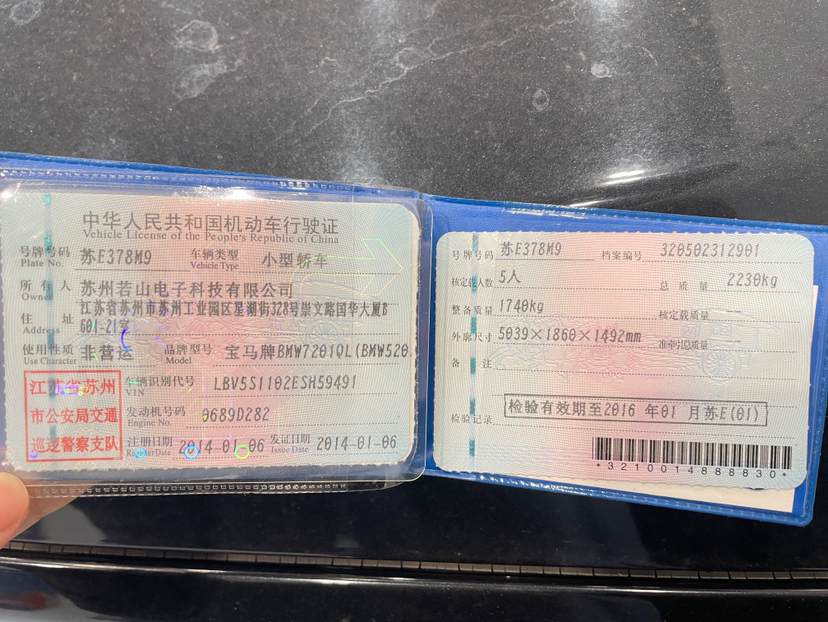 中华人民共和国机动车行驶证
Vehicle License of the People's Republic of China
号牌号码 Plate No. 苏E378M9 车辆类型 Vehicle Type 小型轿车
所有人 Owner 苏州若山电子科技有限公司
住址 Address 江苏省苏州市苏州工业园区星湖街328号崇文路国华大厦B
601-21室
使用性质 Use Character 非营运 品牌型号 Model 宝马牌BMW7201QL(BMW520
江苏省苏州
市公安局交通
巡逻警察支队
车辆识别代号 VIN LBV5S1102ESH59491
发动机号码 Engine No. 0689D282
注册日期 Register Date 2014-01-06 发证日期 Issue Date 2014-01-06
号牌号码 苏E378M9 档案编号 320502312901
核定载人数 5人 总质量 2230kg
整备质量 1740kg 核定载质量 --
外廓尺寸 5039×1860×1492mm 准牵引总质量 --
备注
检验记录 检验有效期至2016年01月苏E(01)
*3210014888830*